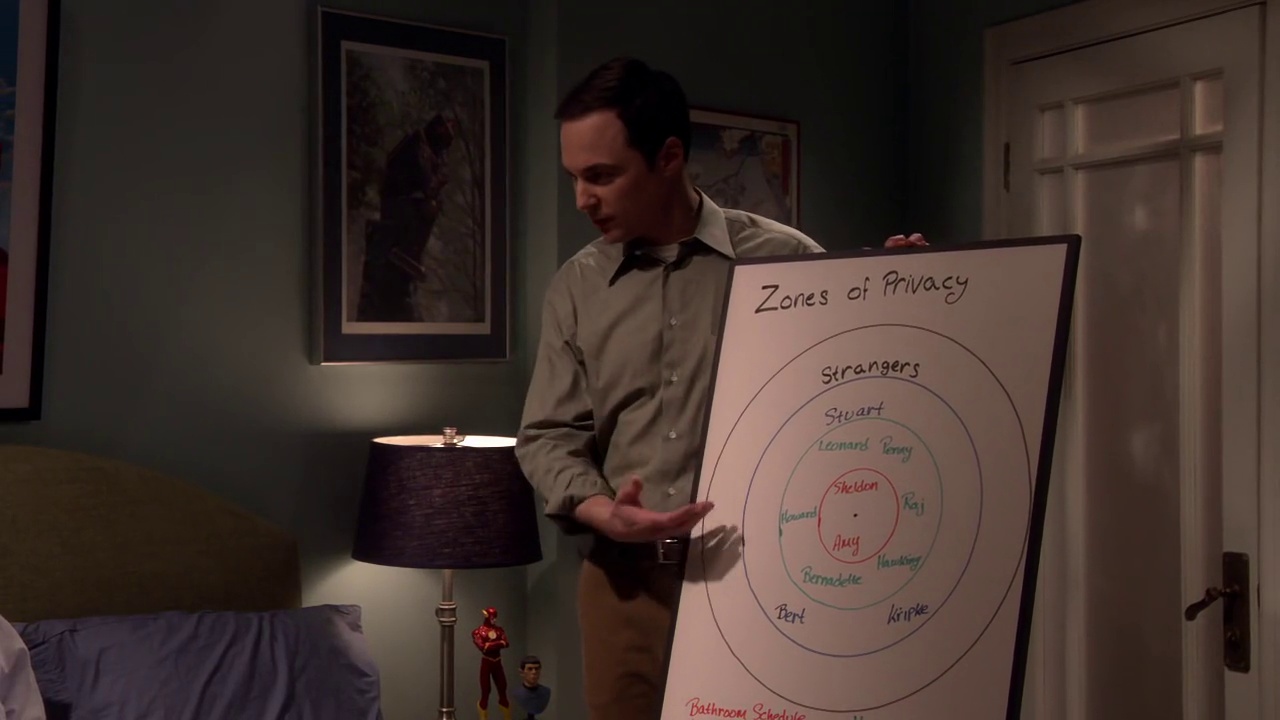 Zones of Privacy
Strangers
Stuart
Leonard Penny
Sheldon
Howard Raj
Amy
Hawking
Bernadette
Bert Kripke
Bathroom Schedule